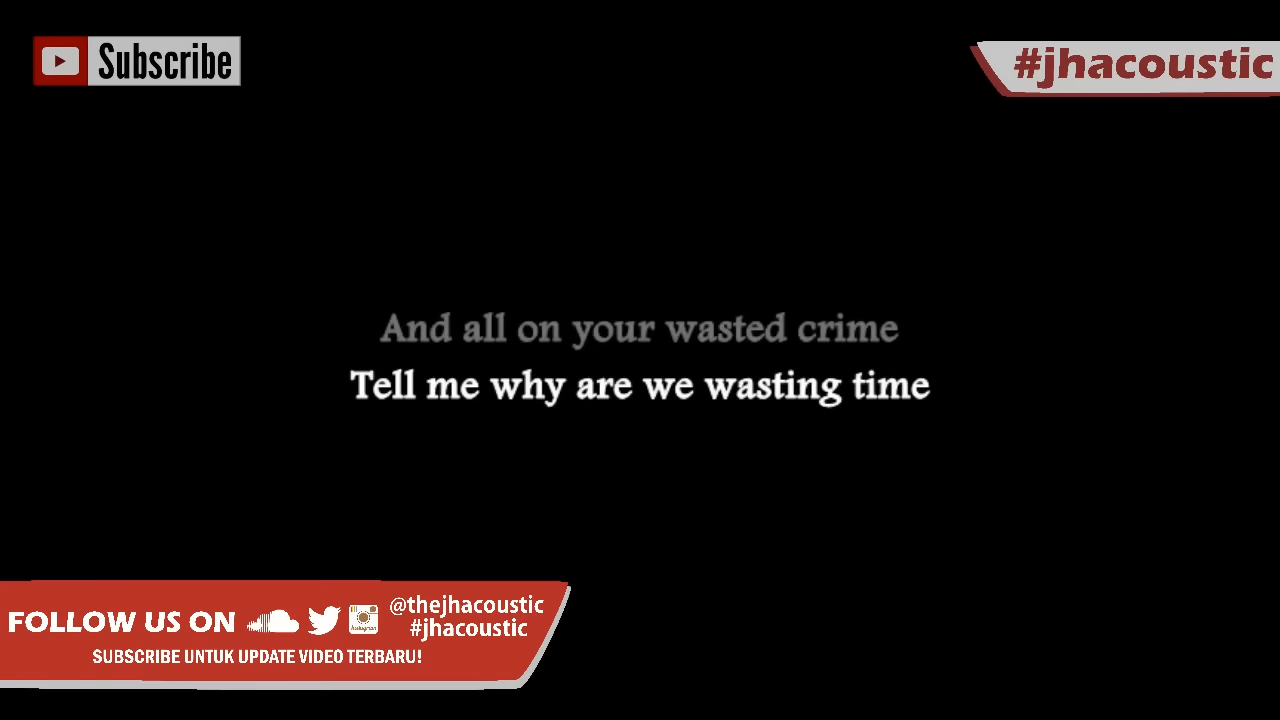 Subscribe
#jhacoustic
And all on your wasted crime
Tell me why are we wasting time
FOLLOW US ON
@thejhacoustic
#jhacoustic
SUBSCRIBE UNTUK UPDATE VIDEO TERBARU!